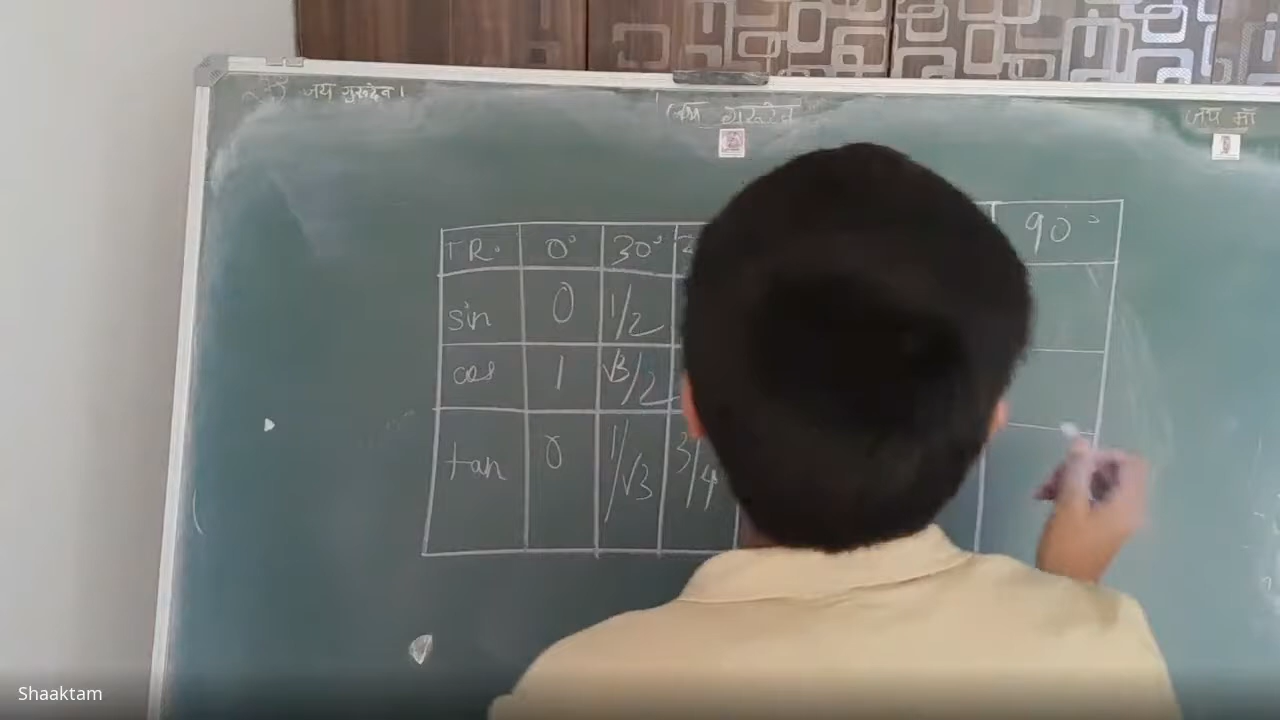 जय गुरुदेव।
जय गुरुदेव
जय माँ
T R. 0° 30° 90°
sin 0 1/2
cos 1 √3/2
tan 0 1/√3 3/4
Shaaktam